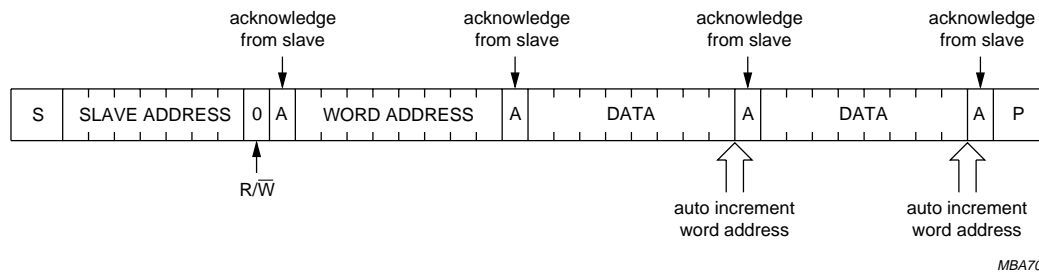 acknowledge
from slave
acknowledge
from slave
acknowledge
from slave
acknowledge
from slave
S SLAVE ADDRESS 0 A WORD ADDRESS A DATA A DATA A P
R/W̅
auto increment
word address
auto increment
word address
MBA70